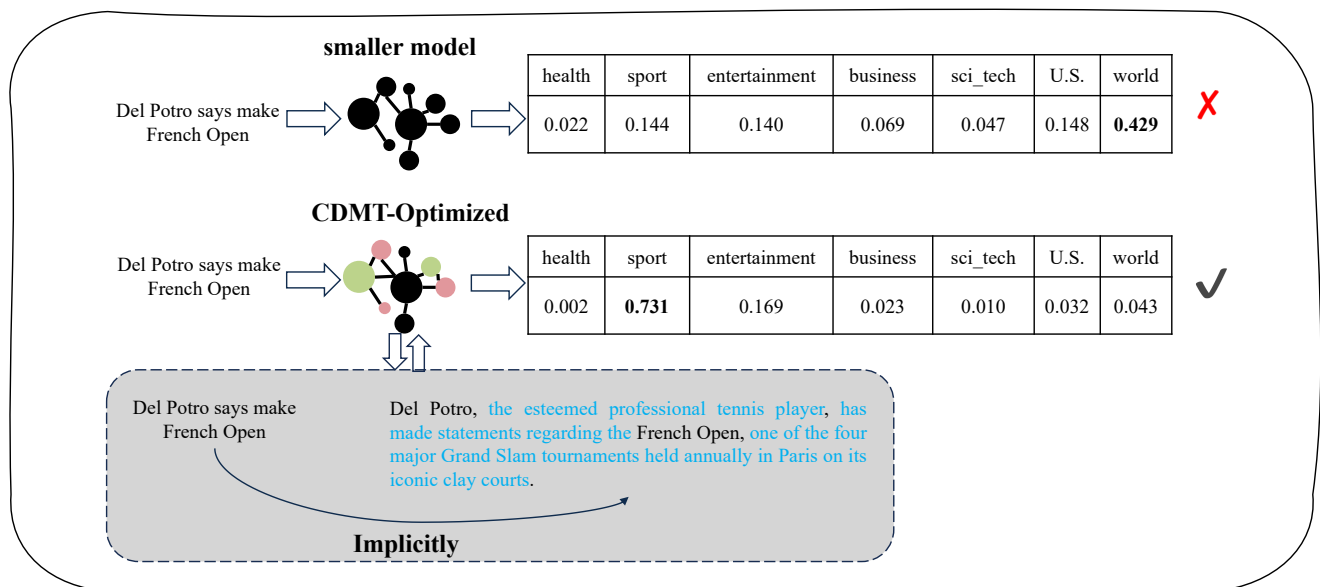 smaller model
Del Potro says make
French Open
health sport entertainment business sci_tech U.S. world
0.022 0.144 0.140 0.069 0.047 0.148 0.429
✗
CDMT-Optimized
Del Potro says make
French Open
health sport entertainment business sci_tech U.S. world
0.002 0.731 0.169 0.023 0.010 0.032 0.043
✓
Del Potro says make
French Open
Del Potro, the esteemed professional tennis player, has
made statements regarding the French Open, one of the four
major Grand Slam tournaments held annually in Paris on its
iconic clay courts.
Implicitly